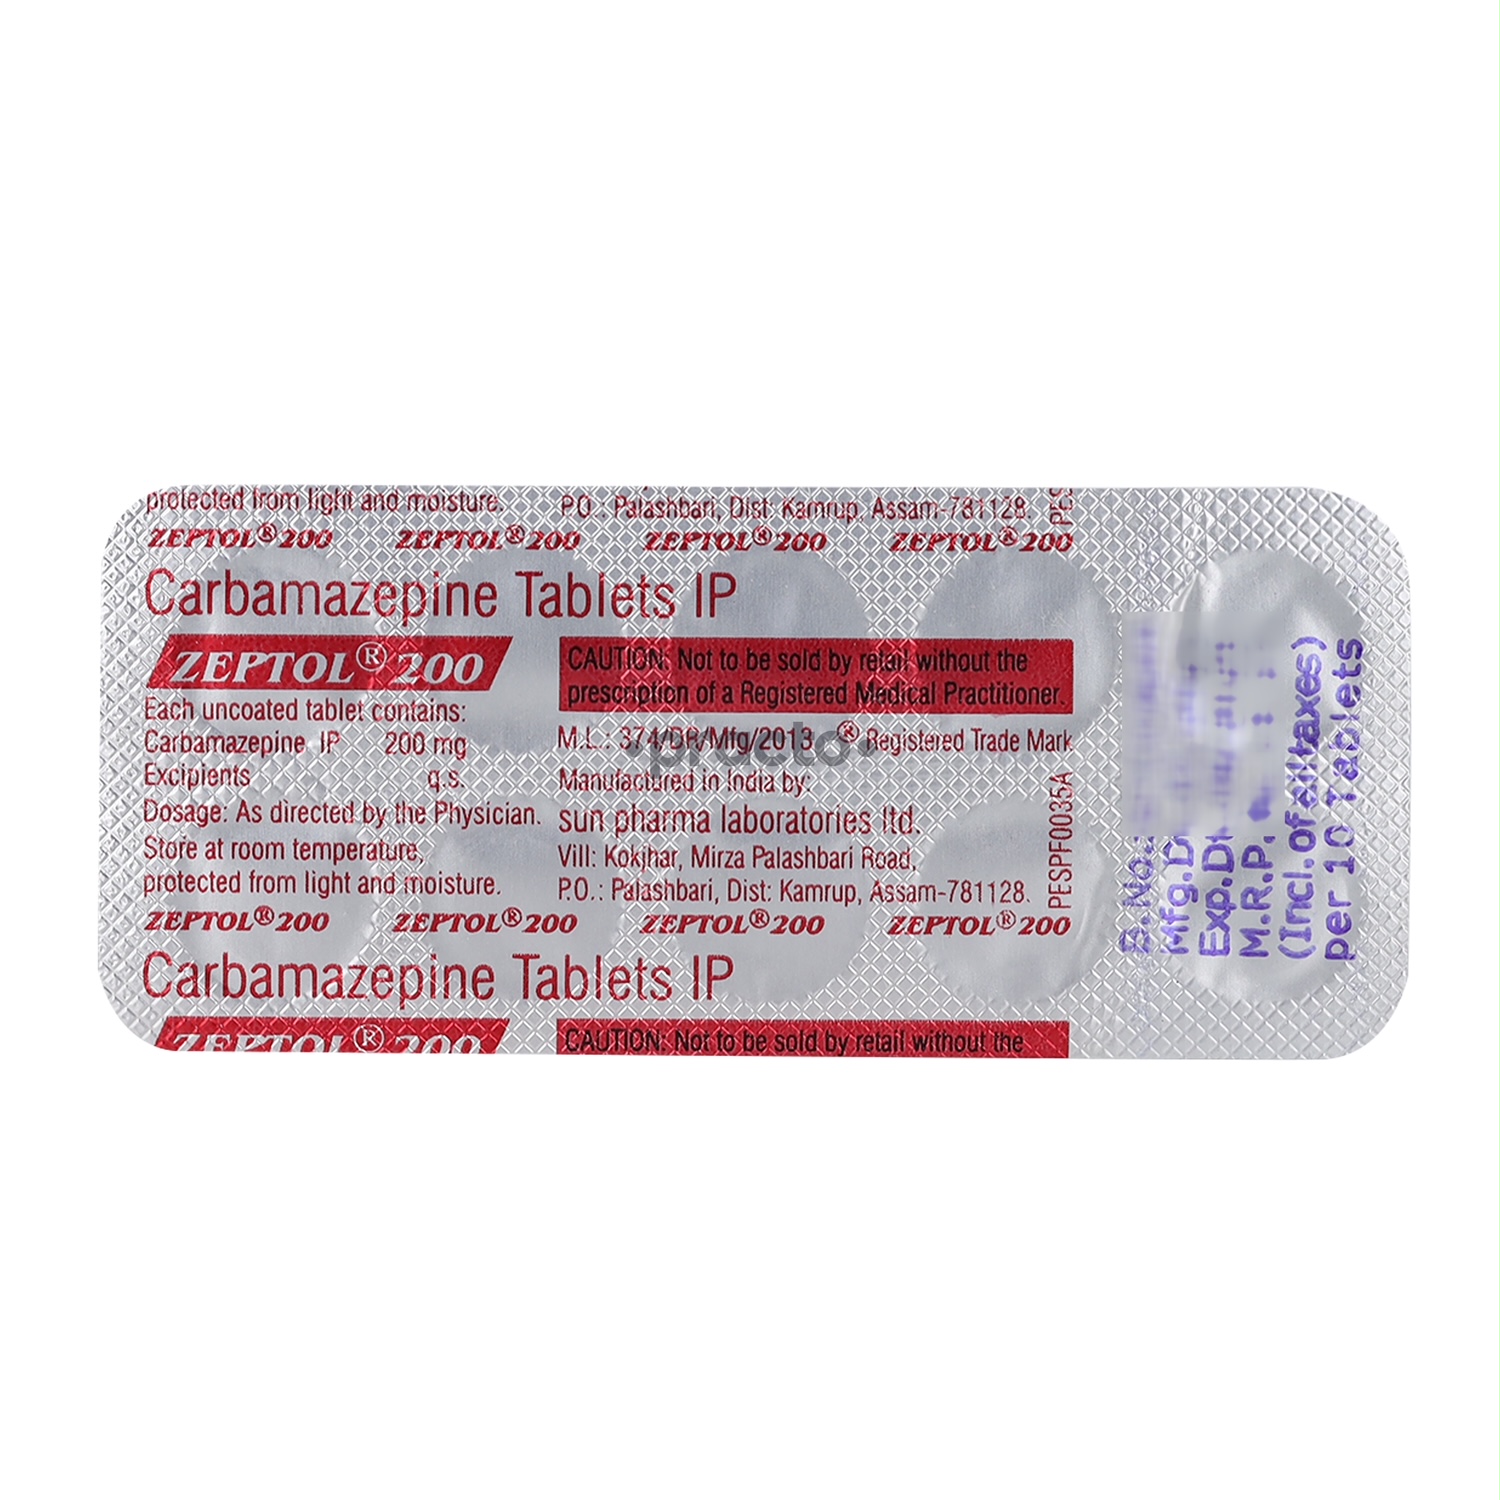 protected from light and moisture.
P.O.: Palashbari, Dist: Kamrup, Assam-781128.
PES
ZEPTOL® 200 ZEPTOL® 200 ZEPTOL® 200 ZEPTOL® 200
Carbamazepine Tablets IP
ZEPTOL® 200
Each uncoated tablet contains:
Carbamazepine IP 200 mg
Excipients q.s.
Dosage: As directed by the Physician.
Store at room temperature,
protected from light and moisture.
CAUTION: Not to be sold by retail without the
prescription of a Registered Medical Practitioner.
M.L.: 374/DR/Mfg/2013 ® Registered Trade Mark
Manufactured in India by:
sun pharma laboratories ltd.
Vill: Kokjhar, Mirza Palashbari Road,
P.O.: Palashbari, Dist: Kamrup, Assam-781128.
PESPF0035A
practo
ZEPTOL® 200 ZEPTOL® 200 ZEPTOL® 200 ZEPTOL® 200
Carbamazepine Tablets IP
ZEPTOL® 200
CAUTION: Not to be sold by retail without the
B.No.
Mfg.D
Exp.D
M.R.P.
(Incl. of all taxes)
per 10 Tablets